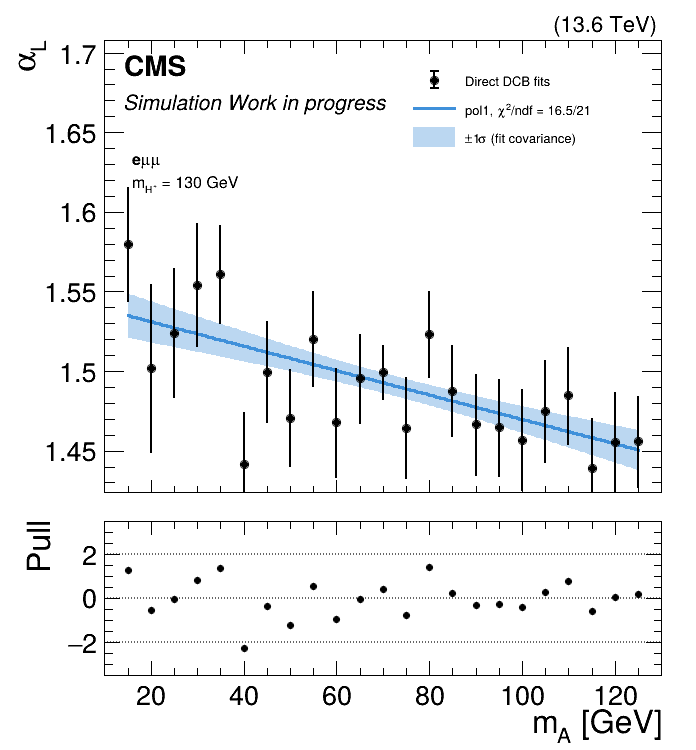 (13.6 TeV)
α_L
1.7
1.65
1.6
1.55
1.5
1.45
CMS
Simulation Work in progress
eμμ
m_H⁻ = 130 GeV
Direct DCB fits
pol1, χ²/ndf = 16.5/21
±1σ (fit covariance)
Pull
2
0
−2
20 40 60 80 100 120
m_A [GeV]